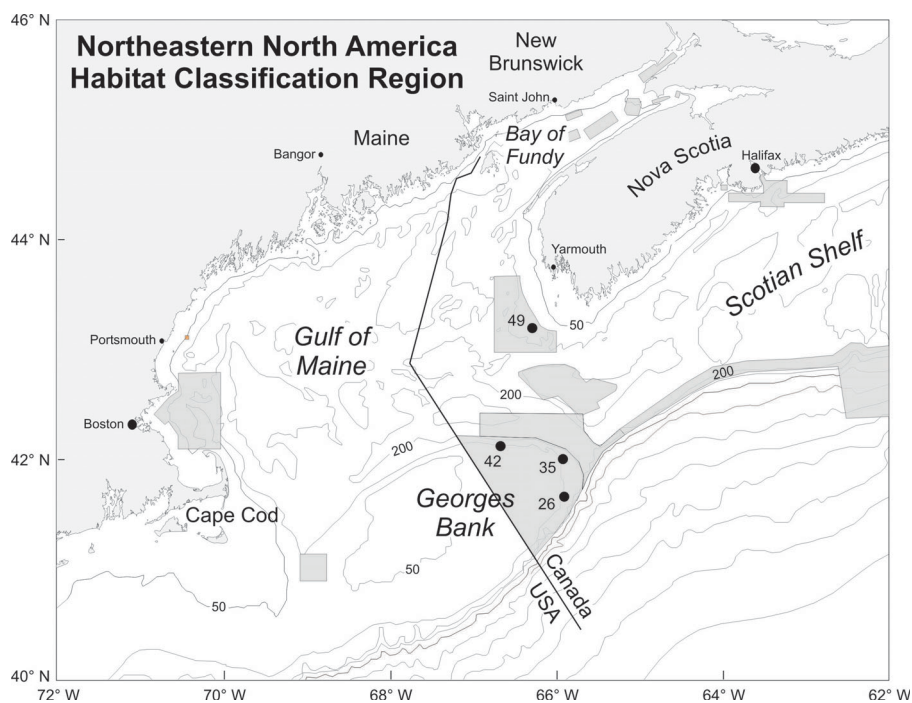 46° N
Northeastern North America
Habitat Classification Region
New
Brunswick
Saint John
Maine
Bay of
Fundy
Bangor
Nova Scotia
Halifax
44° N
Yarmouth
Scotian Shelf
49
50
Portsmouth
Gulf of
Maine
200
200
Boston
200
42° N
42
35
Georges
Bank
26
Cape Cod
50
Canada
USA
50
40° N
72° W
70° W
68° W
66° W
64° W
62° W